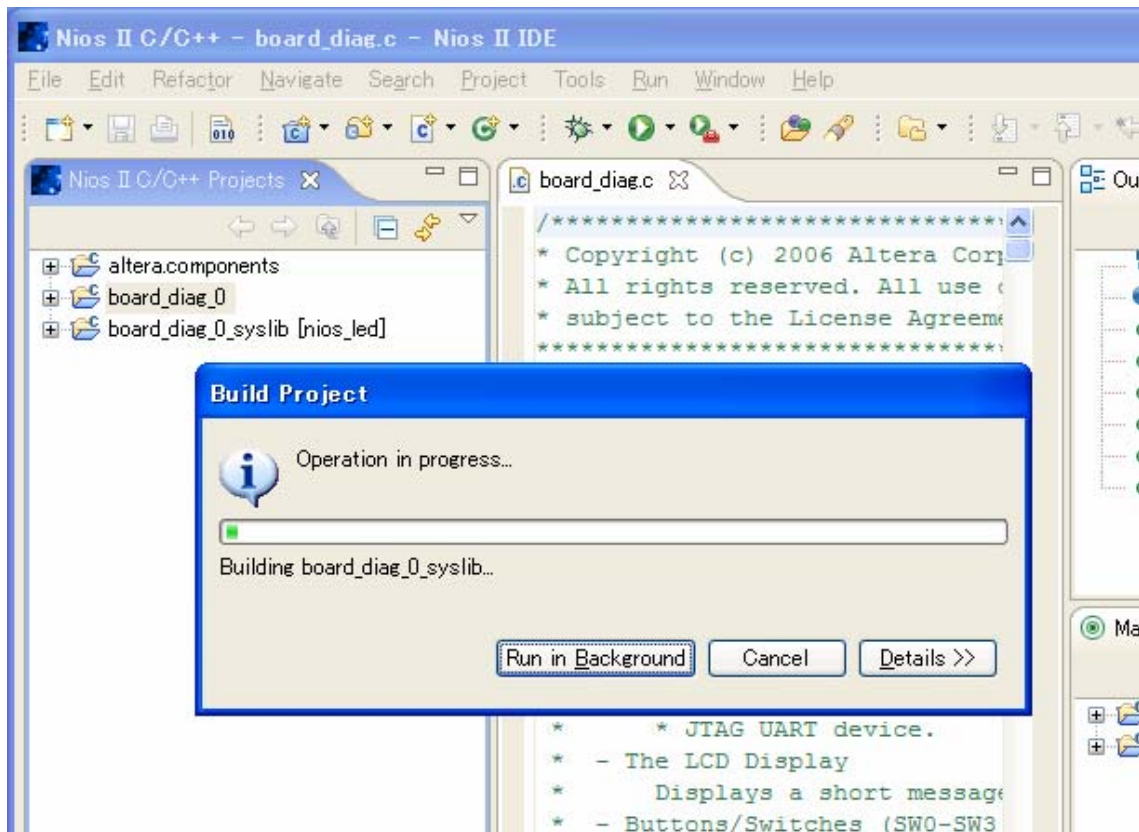 Nios II C/C++ - board_diag.c - Nios II IDE
File Edit Refactor Navigate Search Project Tools Run Window Help
Nios II C/C++ Projects
board_diag.c
Ou
altera.components
board_diag_0
board_diag_0_syslib [nios_led]
/*******************************
* Copyright (c) 2006 Altera Corp
* All rights reserved. All use o
* subject to the License Agreeme
********************************
Build Project
Operation in progress...
Building board_diag_0_syslib...
Run in Background Cancel Details >>
Ma
* * JTAG UART device.
* - The LCD Display
* Displays a short message
* - Buttons/Switches (SW0-SW3